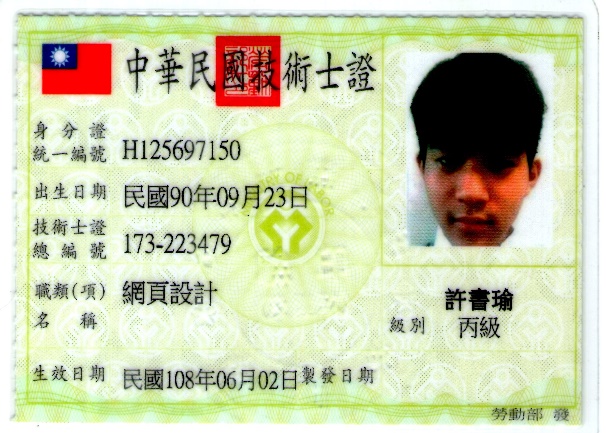 中華民國技術士證
身分證
統一編號 H125697150
出生日期 民國90年09月23日
技術士證
總編號 173-223479
職類(項)
名稱 網頁設計
許書瑜
級別 丙級
生效日期 民國108年06月02日 製發日期
勞動部 發